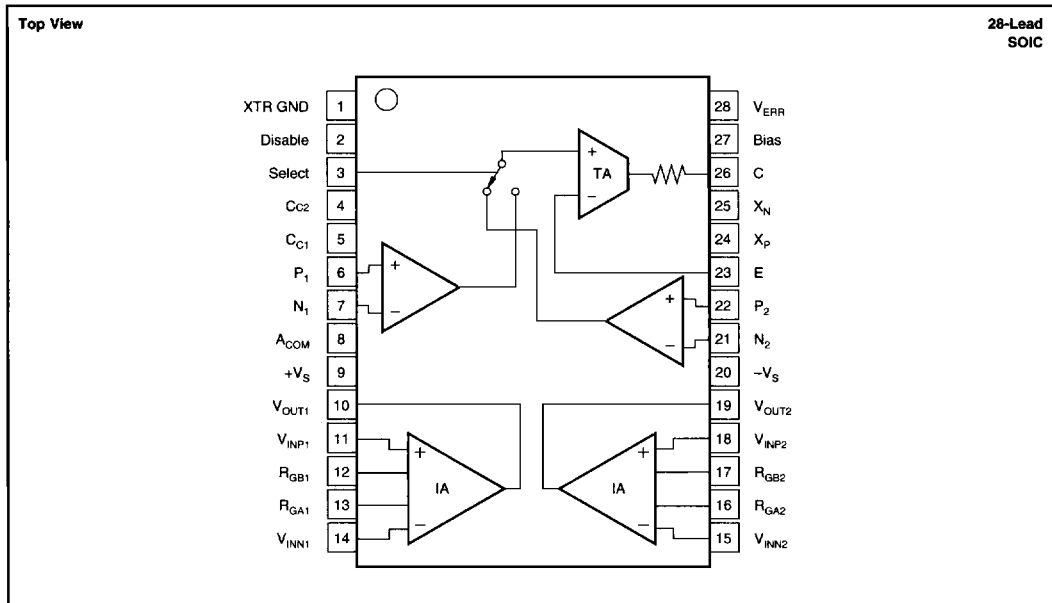 Top View
28-Lead
SOIC
XTR GND 1
Disable 2
Select 3
CC2 4
CC1 5
P1 6
N1 7
ACOM 8
+VS 9
VOUT1 10
VINP1 11
RGB1 12
RGA1 13
VINN1 14
28 VERR
27 Bias
26 C
25 XN
24 XP
23 E
22 P2
21 N2
20 −VS
19 VOUT2
18 VINP2
17 RGB2
16 RGA2
15 VINN2
+
TA
−
+
−
+
−
+
IA
−
+
IA
−